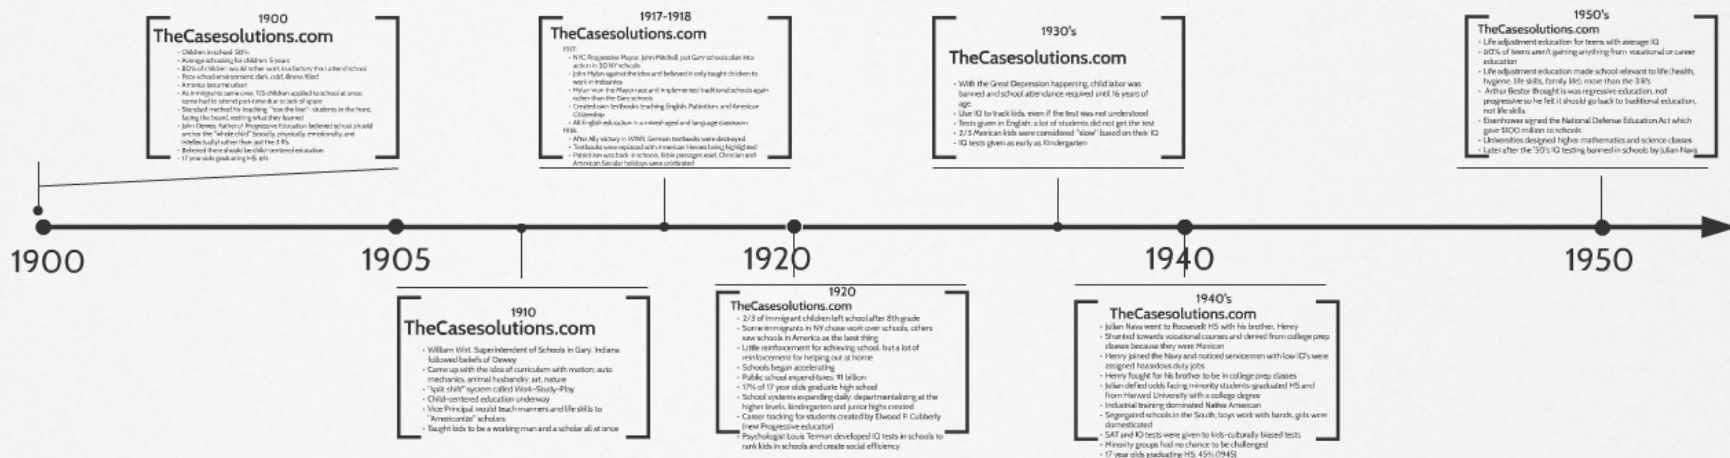 1900
TheCasesolutions.com
- Children in school: 50%
- Average schooling for children: 5 years
- 80% of children would rather work in a factory than attend school
- Poor school environment: dark, cold, illness filled
- America became urban
- As immigrants came over, 125 children applied to school at once;
some had to attend part-time due to lack of space
- Standard method for teaching, "tow the line"- students in the front,
facing the board, reciting what they learned
- John Dewey, Father of Progressive Education believed school should
anchor the "whole child" (socially, physically, emotionally, and
intellectually) rather than just the 3 R's
- Believed there should be child-centered education
- 17 year olds graduating HS: 6%
1917-1918
TheCasesolutions.com
1917:
- NYC Progressive Mayor, John Mitchell, put Gary schools plan into
action in 30 NY schools
- John Hylan against the idea and believed it only taught children to
work in industries
- Hylan won the Mayor race and implemented traditional schools again
rather than the Gary schools
- Created own textbooks teaching English, Patriotism, and American
Citizenship
- All English education in a mixed-aged and language classroom
1918:
- After Ally victory in WWI, German textbooks were destroyed
- Textbooks were replaced with American Heroes being highlighted
- Patriotism was back in schools, Bible passages read, Christian and
American Secular holidays were celebrated
1930's
TheCasesolutions.com
- With the Great Depression happening, child labor was
banned and school attendance required until 16 years of
age.
- Use IQ to track kids, even if the test was not understood
- Tests given in English; a lot of students did not get the test
- 2/3 Mexican kids were considered "slow" based on their IQ
- IQ tests given as early as Kindergarten
1950's
TheCasesolutions.com
- Life adjustment education for teens with average IQ
- 60% of teens aren't gaining anything from vocational or career
education
- Life adjustment education made school relevant to life (health,
hygiene, life skills, family life); more than the 3 R's
- Arthur Bestor thought is was regressive education, not
progressive so he felt it should go back to traditional education,
not life skills
- Eisenhower signed the National Defense Education Act which
gave $100 million to schools
- Universities designed higher mathematics and science classes
- Later after the '50's IQ testing banned in schools by Julian Nava
1900
1905
1920
1940
1950
1910
TheCasesolutions.com
- William Wirt, Superintendent of Schools in Gary, Indiana
followed beliefs of Dewey
- Came up with the idea of curriculum with motion; auto
mechanics, animal husbandry, art, nature
- "split shift" system called Work-Study-Play
- Child-centered education underway
- Vice Principal would teach manners and life skills to
"Americanize" scholars
- Taught kids to be a working man and a scholar all at once
1920
TheCasesolutions.com
- 2/3 of immigrant children left school after 8th grade
- Some immigrants in NY chose work over schools, others
saw schools in America as the best thing
- Little reinforcement for achieving school, but a lot of
reinforcement for helping out at home
- Schools began accelerating
- Public school expenditures: $1 billion
- 17% of 17 year olds graduate high school
- School systems expanding daily: departmentalizing at the
higher levels, kindergarten and junior highs created
- Career tracking for students created by Elwood P. Cubberly
(new Progressive educator)
- Psychologist Louis Terman developed IQ tests in schools to
rank kids in schools and create social efficiency
1940's
TheCasesolutions.com
- Julian Nava went to Roosevelt HS with his brother, Henry
- Shunted towards vocational courses and denied from college prep
classes because they were Mexican
- Henry joined the Navy and noticed servicemen with low IQ's were
assigned hazardous duty jobs
- Henry fought for his brother to be in college prep classes
- Julian defied odds facing minority students-graduated HS and
from Harvard University with a college degree
- Industrial training dominated Native American
- Segregated schools in the South; boys work with hands, girls were
domesticated
- SAT and IQ tests were given to kids-culturally biased tests
- Minority groups had no chance to be challenged
- 17 year olds graduating HS: 45% (1945)